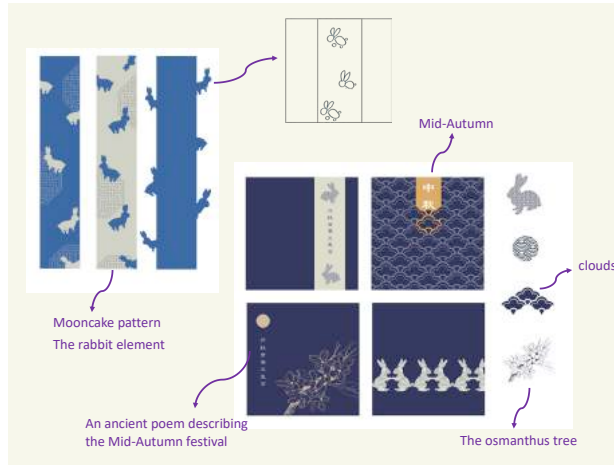 Mid-Autumn
中
秋
clouds
Mooncake pattern
The rabbit element
An ancient poem describing
the Mid-Autumn festival
The osmanthus tree